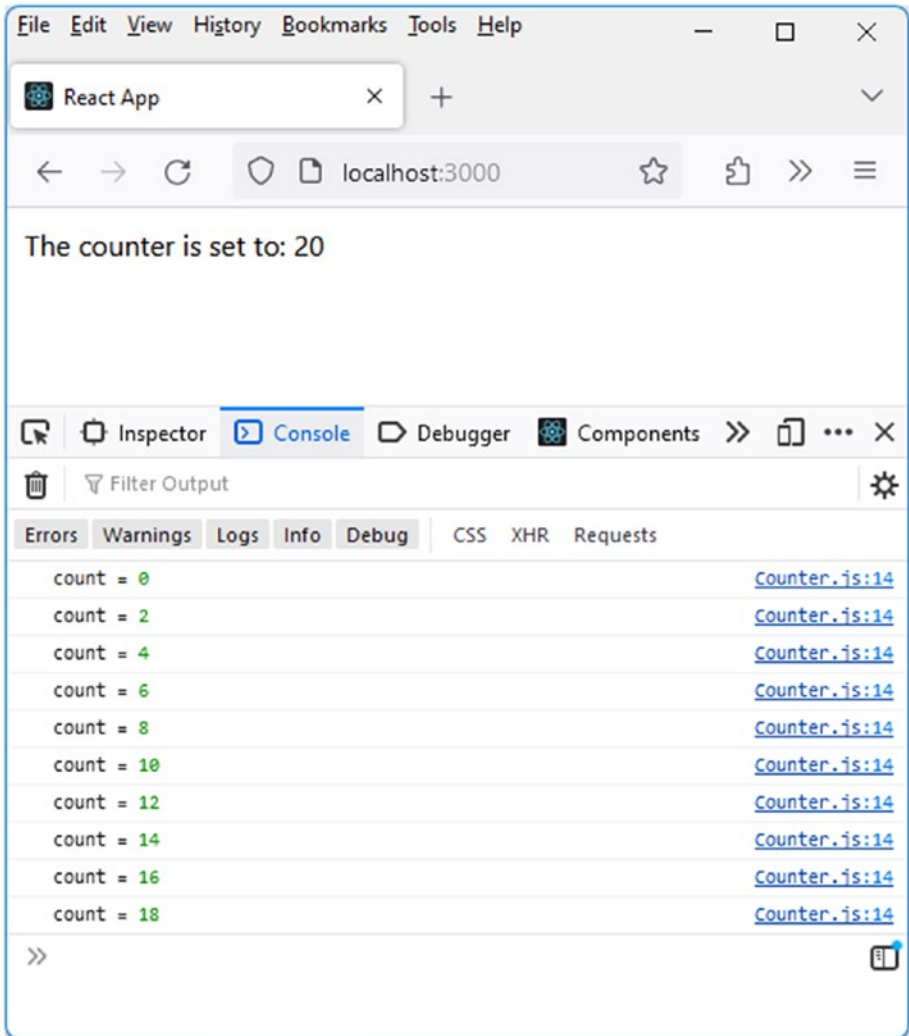 File Edit View History Bookmarks Tools Help
React App
localhost:3000
The counter is set to: 20
Inspector Console Debugger Components
Filter Output
Errors Warnings Logs Info Debug CSS XHR Requests
count = 0 Counter.js:14
count = 2 Counter.js:14
count = 4 Counter.js:14
count = 6 Counter.js:14
count = 8 Counter.js:14
count = 10 Counter.js:14
count = 12 Counter.js:14
count = 14 Counter.js:14
count = 16 Counter.js:14
count = 18 Counter.js:14